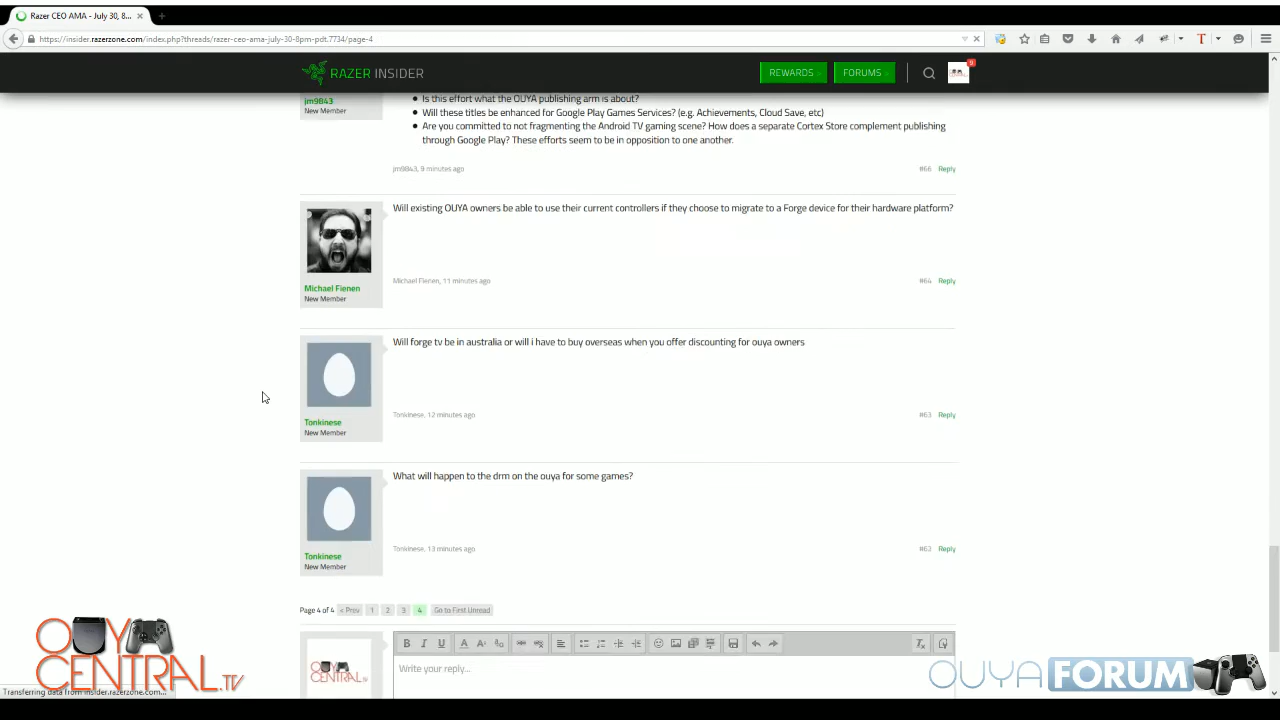 Razer CEO AMA - July 30, 8...
https://insider.razerzone.com/index.php?threads/razer-ceo-ama-july-30-8pm-pdt.7734/page-4
RAZER INSIDER
REWARDS
FORUMS
9
jm9843
New Member
Is this effort what the OUYA publishing arm is about?
Will these titles be enhanced for Google Play Games Services? (e.g. Achievements, Cloud Save, etc)
Are you committed to not fragmenting the Android TV gaming scene? How does a separate Cortex Store complement publishing
through Google Play? These efforts seem to be in opposition to one another.
jm9843, 9 minutes ago
#66 Reply
Will existing OUYA owners be able to use their current controllers if they choose to migrate to a Forge device for their hardware platform?
Michael Fienen
New Member
Michael Fienen, 11 minutes ago
#64 Reply
Will forge tv be in australia or will i have to buy overseas when you offer discounting for ouya owners
Tonkinese
New Member
Tonkinese, 12 minutes ago
#63 Reply
What will happen to the drm on the ouya for some games?
Tonkinese
New Member
Tonkinese, 13 minutes ago
Reply
Page 4 of 4 < Prev 1 2 3 4 Go to First Unread
B I U
Write your reply...
OUYA
CENTRAL.TV
OUYAFORUM
Transferring data from insider.razerzone.com...